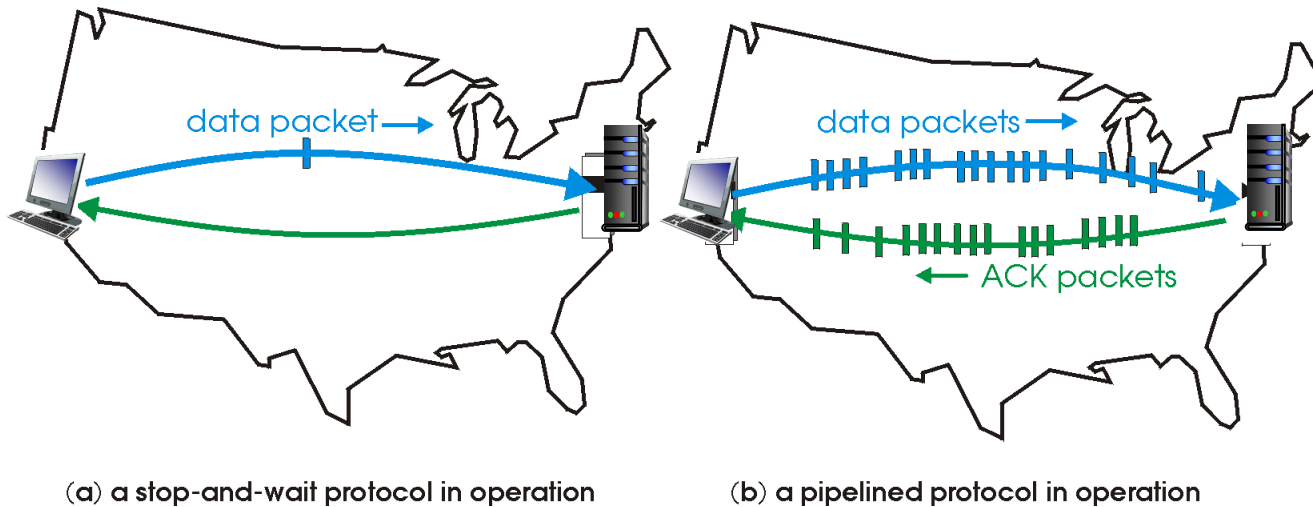 data packet
(a) a stop-and-wait protocol in operation
data packets
ACK packets
(b) a pipelined protocol in operation